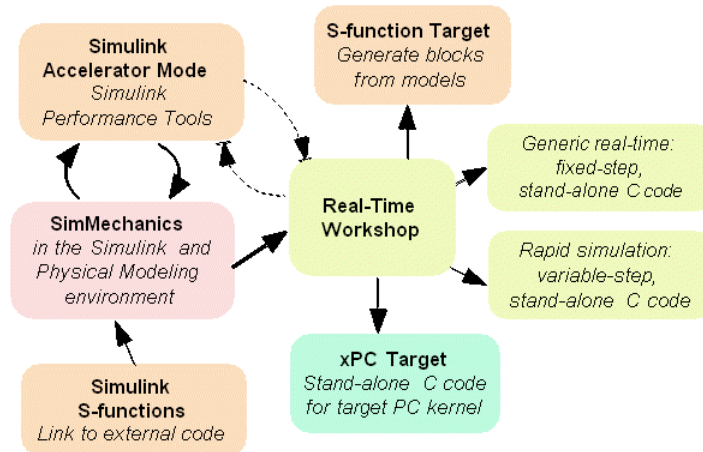 Simulink
Accelerator Mode
Simulink
Performance Tools
S-function Target
Generate blocks
from models
Generic real-time:
fixed-step,
stand-alone C code
SimMechanics
in the Simulink and
Physical Modeling
environment
Real-Time
Workshop
Rapid simulation:
variable-step,
stand-alone C code
Simulink
S-functions
Link to external code
xPC Target
Stand-alone C code
for target PC kernel